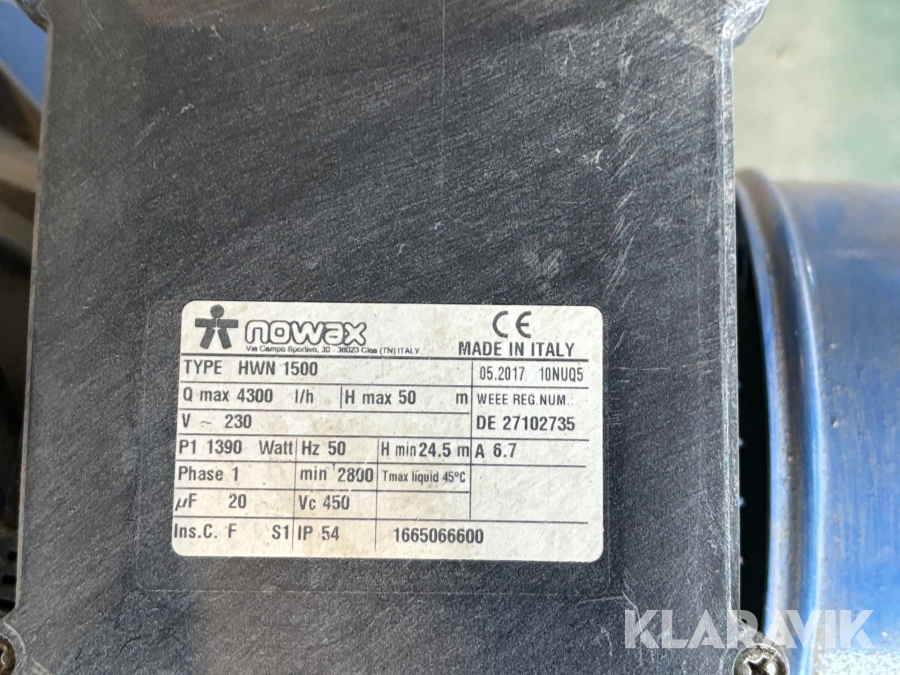 nowax
Via Campo Sportivo, 30 - 38023 Cles (TN) ITALY
CE
MADE IN ITALY
TYPE HWN 1500
05.2017 10NUQ5
Q max 4300 l/h H max 50 m
WEEE REG.NUM.
V ~ 230
DE 27102735
P1 1390 Watt Hz 50 H min 24.5 m A 6.7
Phase 1 min 2800 Tmax liquid 45°C
µF 20 Vc 450
Ins.C. F S1 IP 54 1665066600
KLARAVIK